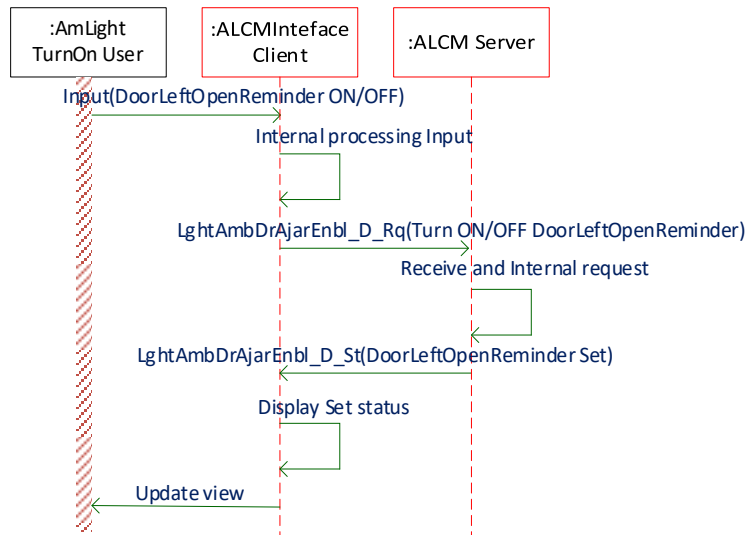 :AmLight
TurnOn User
:ALCMInteface
Client
:ALCM Server
Input(DoorLeftOpenReminder ON/OFF)
Internal processing Input
LghtAmbDrAjarEnbl_D_Rq(Turn ON/OFF DoorLeftOpenReminder)
Receive and Internal request
LghtAmbDrAjarEnbl_D_St(DoorLeftOpenReminder Set)
Display Set status
Update view